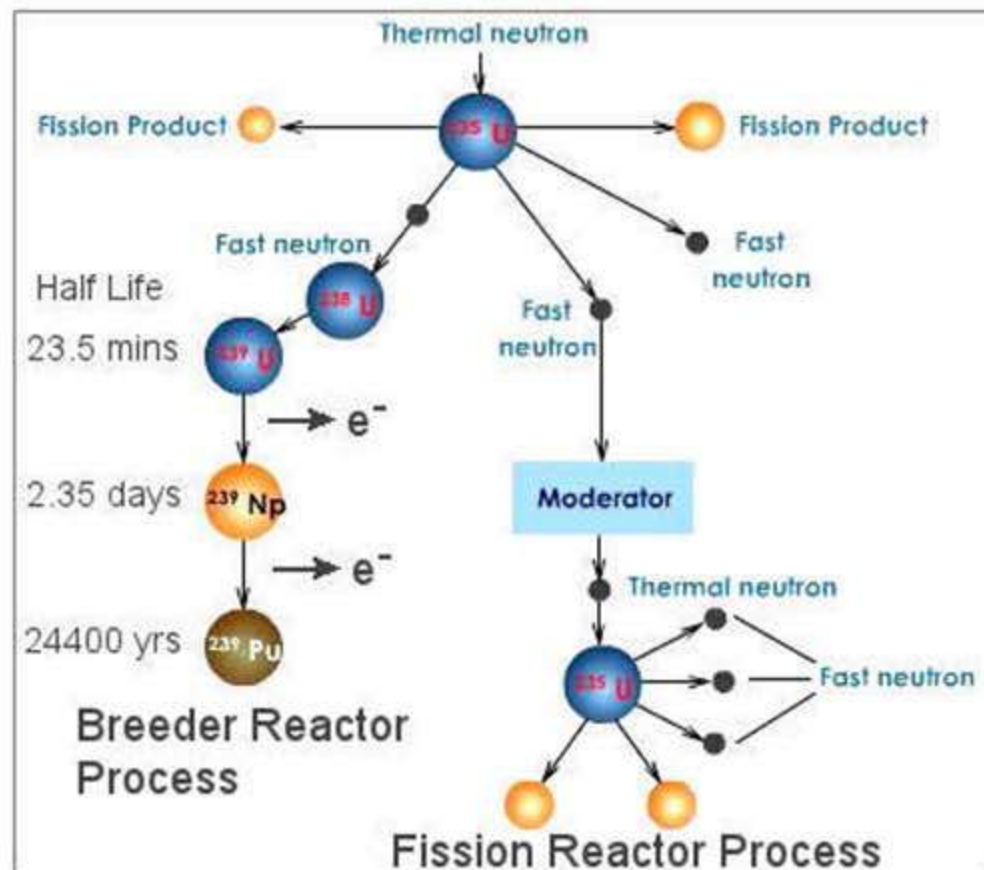 Thermal neutron
Fission Product
235 U
Fission Product
Fast neutron
Fast
neutron
Half Life
238 U
Fast
neutron
23.5 mins
239 U
e-
2.35 days
239 Np
Moderator
e-
Thermal neutron
24400 yrs
239 Pu
235 U
Fast neutron
Breeder Reactor
Process
Fission Reactor Process